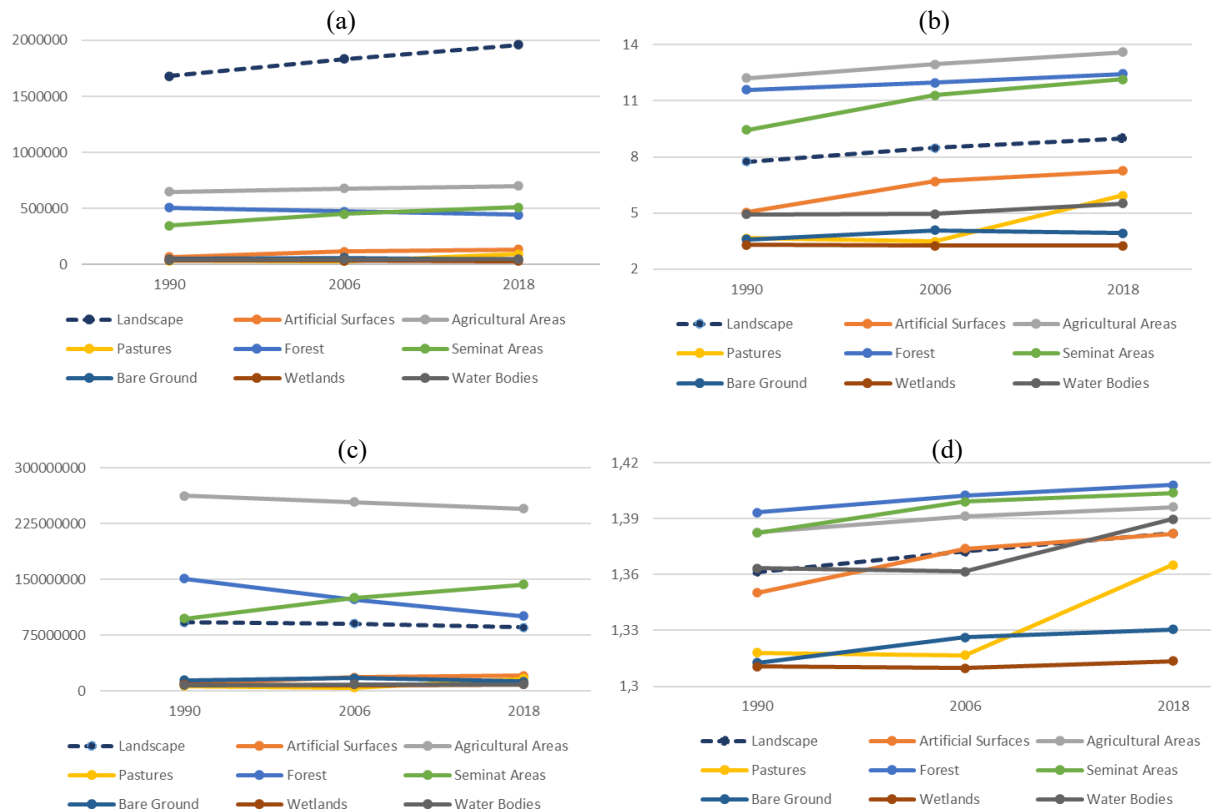 (a)
2000000
1500000
1000000
500000
0
1990 2006 2018
Landscape Artificial Surfaces Agricultural Areas
Pastures Forest Seminat Areas
Bare Ground Wetlands Water Bodies
(b)
14
11
8
5
2
1990 2006 2018
Landscape Artificial Surfaces Agricultural Areas
Pastures Forest Seminat Areas
Bare Ground Wetlands Water Bodies
(c)
300000000
225000000
150000000
75000000
0
1990 2006 2018
Landscape Artificial Surfaces Agricultural Areas
Pastures Forest Seminat Areas
Bare Ground Wetlands Water Bodies
(d)
1,42
1,39
1,36
1,33
1,3
1990 2006 2018
Landscape Artificial Surfaces Agricultural Areas
Pastures Forest Seminat Areas
Bare Ground Wetlands Water Bodies